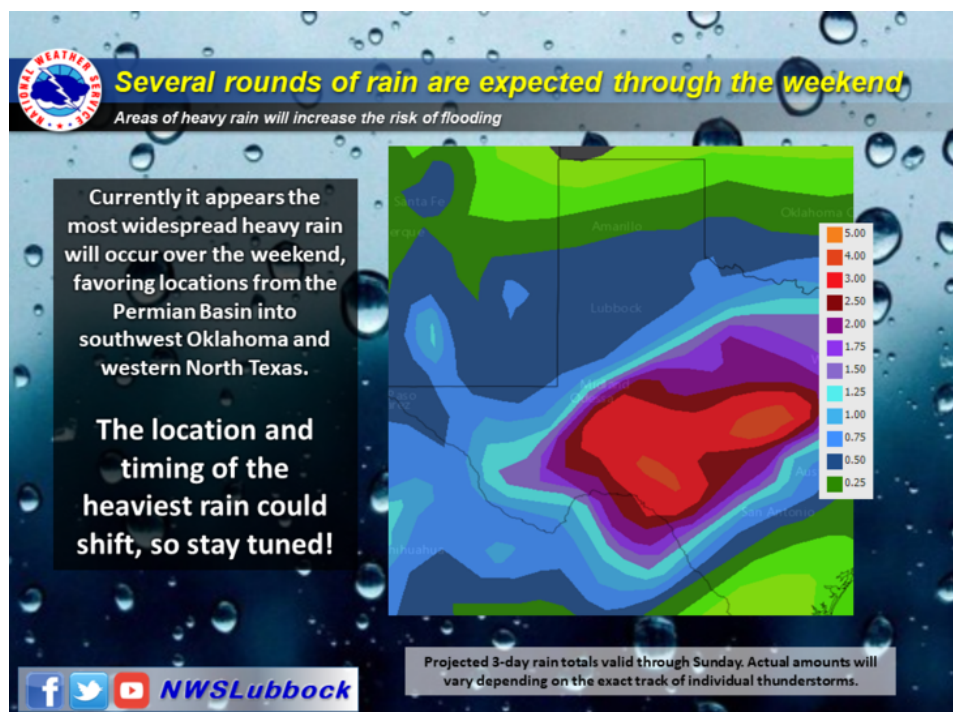 NATIONAL WEATHER SERVICE
Several rounds of rain are expected through the weekend
Areas of heavy rain will increase the risk of flooding
Currently it appears the
most widespread heavy rain
will occur over the weekend,
favoring locations from the
Permian Basin into
southwest Oklahoma and
western North Texas.
The location and
timing of the
heaviest rain could
shift, so stay tuned!
Santa Fe
erque
Amarillo
Oklahoma C
Lubbock
Midland
Odessa
Aus
San Antonio
hihuahua
5.00
4.00
3.00
2.50
2.00
1.75
1.50
1.25
1.00
0.75
0.50
0.25
Projected 3-day rain totals valid through Sunday. Actual amounts will
vary depending on the exact track of individual thunderstorms.
NWSLubbock